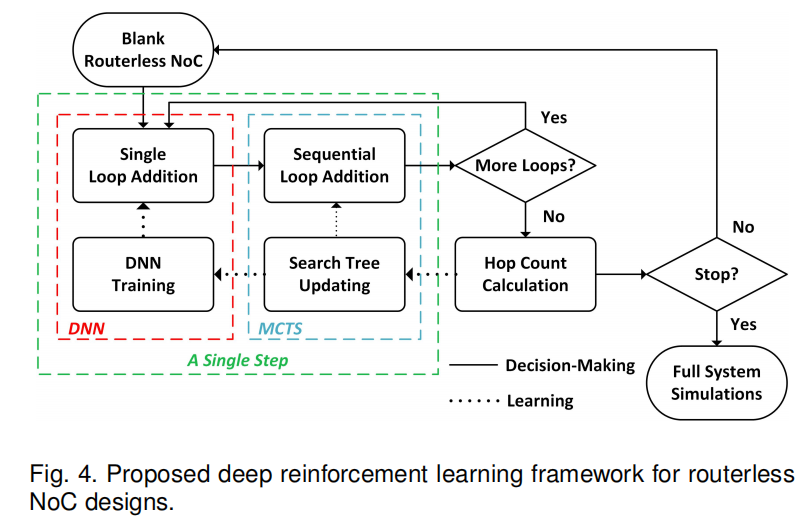 Blank
Routerless NoC
Yes
Single
Loop Addition
Sequential
Loop Addition
More Loops?
No
No
DNN
Training
Search Tree
Updating
Hop Count
Calculation
Stop?
DNN
MCTS
Yes
A Single Step
Decision-Making
Learning
Full System
Simulations
Fig. 4. Proposed deep reinforcement learning framework for routerless
NoC designs.